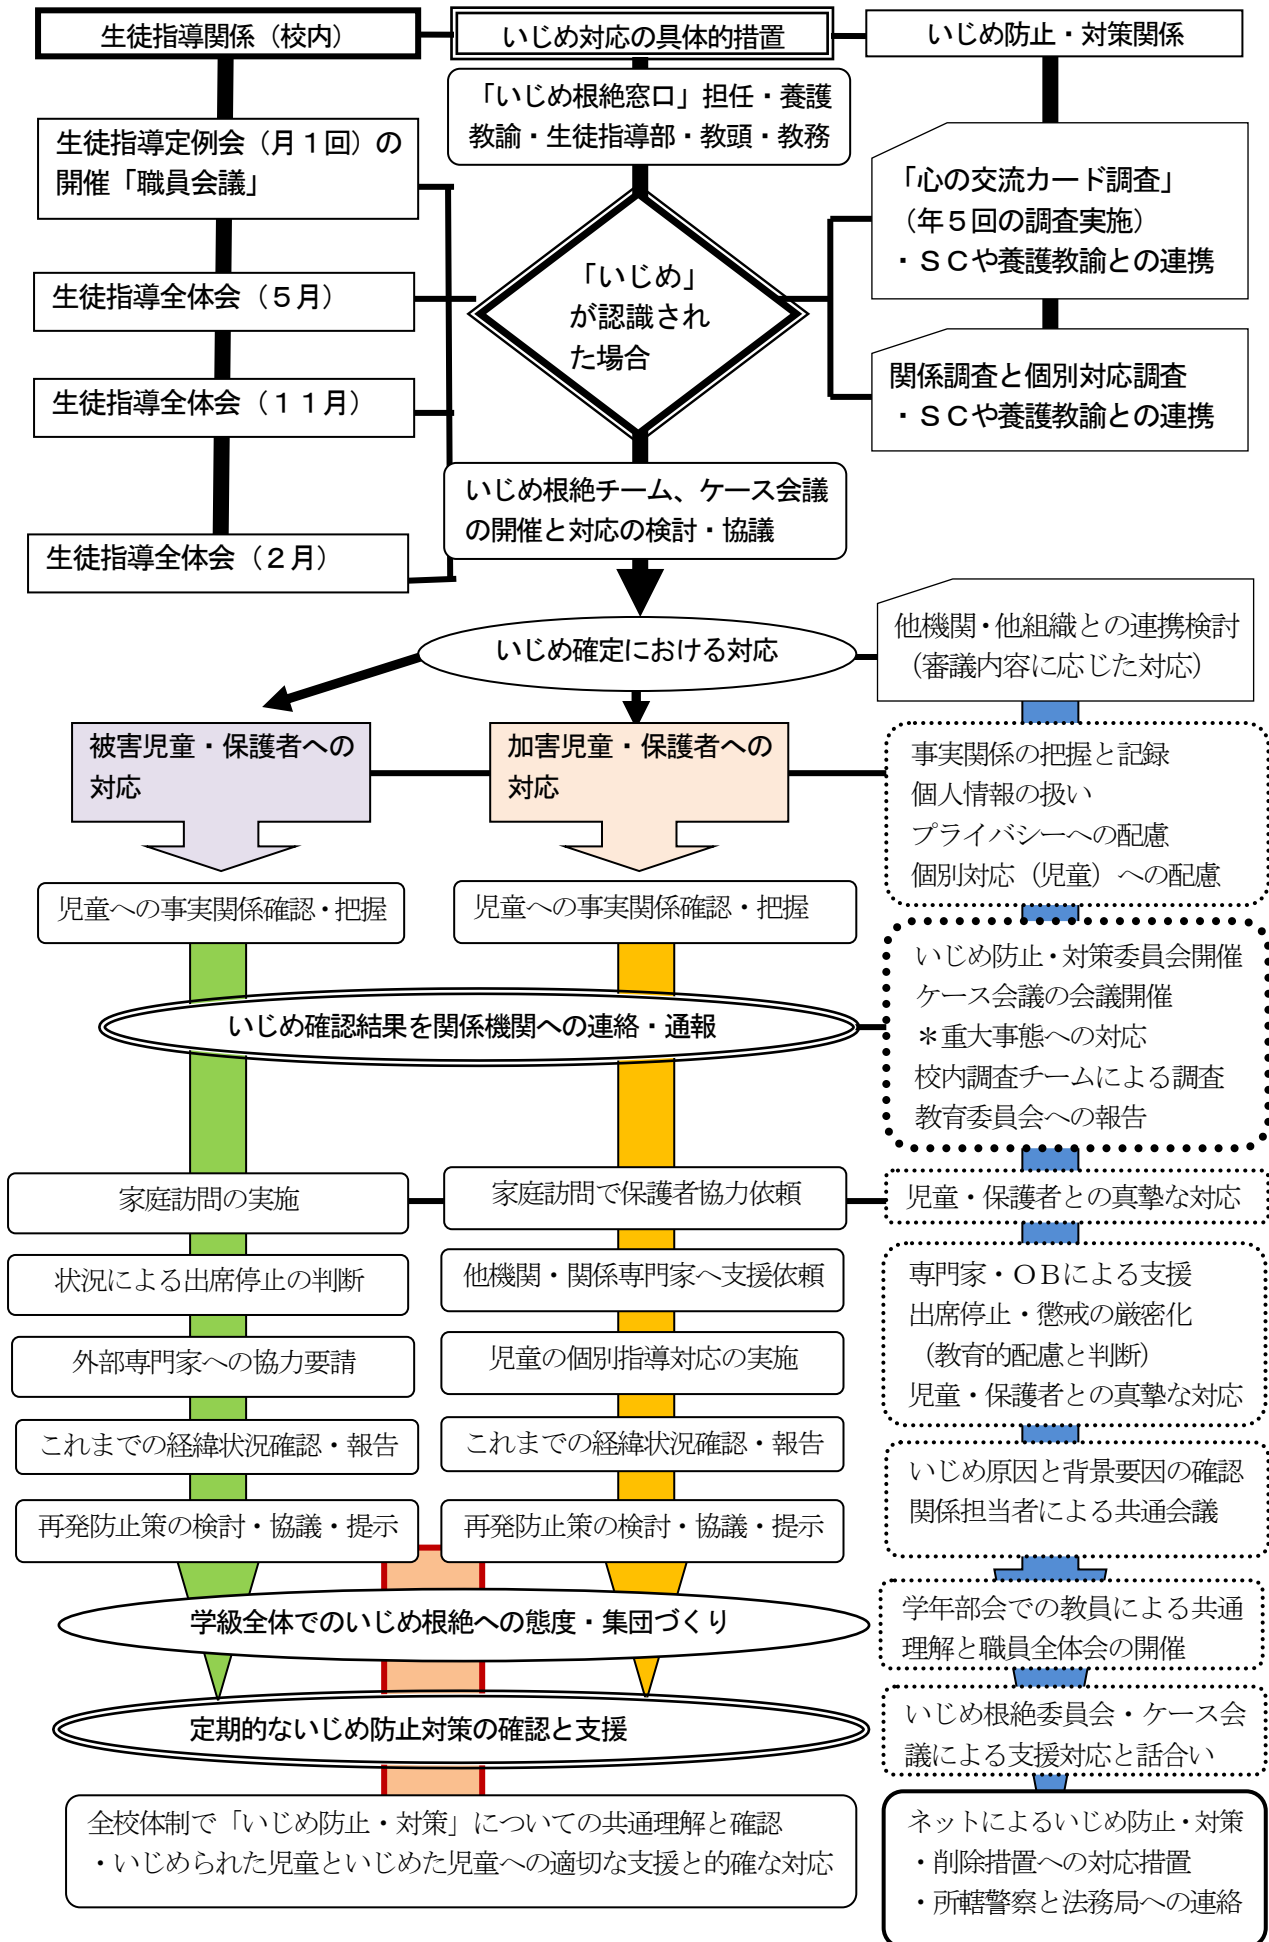 生徒指導関係（校内）
いじめ対応の具体的措置
いじめ防止・対策関係
「いじめ根絶窓口」担任・養護
教諭・生徒指導部・教頭・教務
生徒指導定例会（月１回）の
開催「職員会議」
生徒指導全体会（５月）
生徒指導全体会（１１月）
生徒指導全体会（２月）
「いじめ」
が認識され
た場合
「心の交流カード調査」
（年５回の調査実施）
・ＳＣや養護教諭との連携
関係調査と個別対応調査
・ＳＣや養護教諭との連携
いじめ根絶チーム、ケース会議
の開催と対応の検討・協議
いじめ確定における対応
他機関・他組織との連携検討
（審議内容に応じた対応）
被害児童・保護者への
対応
加害児童・保護者への
対応
事実関係の把握と記録
個人情報の扱い
プライバシーへの配慮
個別対応（児童）への配慮
児童への事実関係確認・把握
児童への事実関係確認・把握
いじめ確認結果を関係機関への連絡・通報
いじめ防止・対策委員会開催
ケース会議の会議開催
＊重大事態への対応
校内調査チームによる調査
教育委員会への報告
家庭訪問の実施
家庭訪問で保護者協力依頼
児童・保護者との真摯な対応
状況による出席停止の判断
他機関・関係専門家へ支援依頼
専門家・ＯＢによる支援
出席停止・懲戒の厳密化
（教育的配慮と判断）
児童・保護者との真摯な対応
外部専門家への協力要請
児童の個別指導対応の実施
これまでの経緯状況確認・報告
これまでの経緯状況確認・報告
いじめ原因と背景要因の確認
関係担当者による共通会議
再発防止策の検討・協議・提示
再発防止策の検討・協議・提示
学級全体でのいじめ根絶への態度・集団づくり
学年部会での教員による共通
理解と職員全体会の開催
定期的ないじめ防止対策の確認と支援
いじめ根絶委員会・ケース会
議による支援対応と話合い
全校体制で「いじめ防止・対策」についての共通理解と確認
・いじめられた児童といじめた児童への適切な支援と的確な対応
ネットによるいじめ防止・対策
・削除措置への対応措置
・所轄警察と法務局への連絡